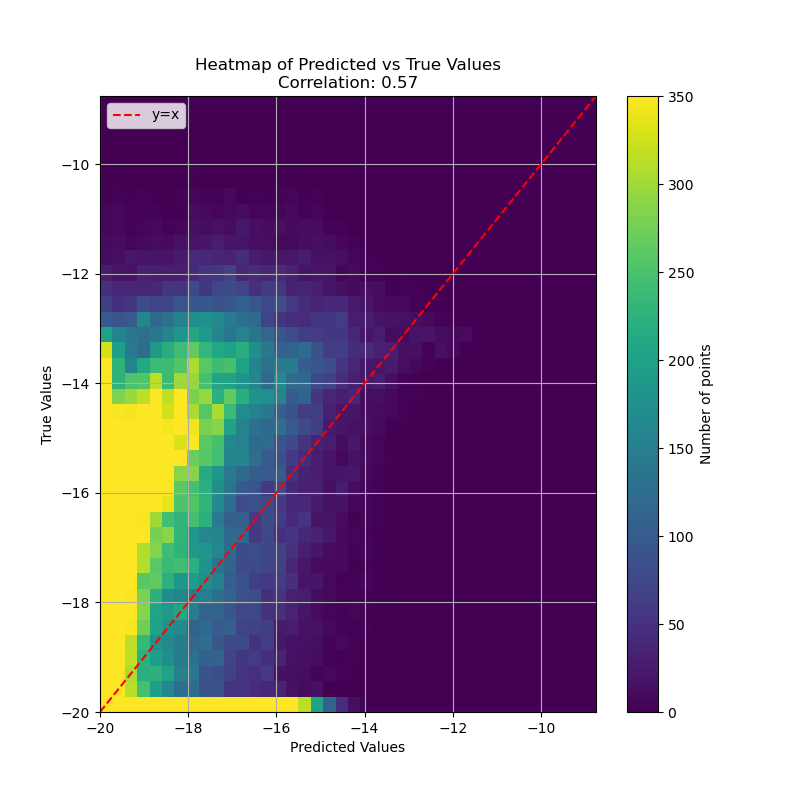 Heatmap of Predicted vs True Values
Correlation: 0.57
y=x
−10
−12
−14
−16
−18
−20
True Values
−20 −18 −16 −14 −12 −10
Predicted Values
350
300
250
200
150
100
50
0
Number of points